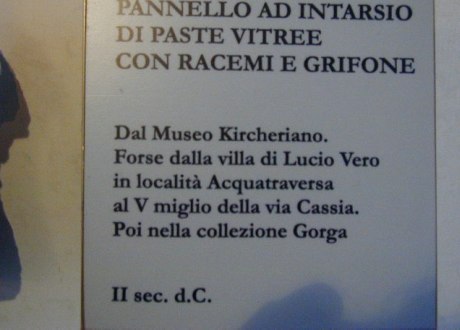 PANNELLO AD INTARSIO
DI PASTE VITREE
CON RACEMI E GRIFONE
Dal Museo Kircheriano.
Forse dalla villa di Lucio Vero
in località Acquatraversa
al V miglio della via Cassia.
Poi nella collezione Gorga
II sec. d.C.